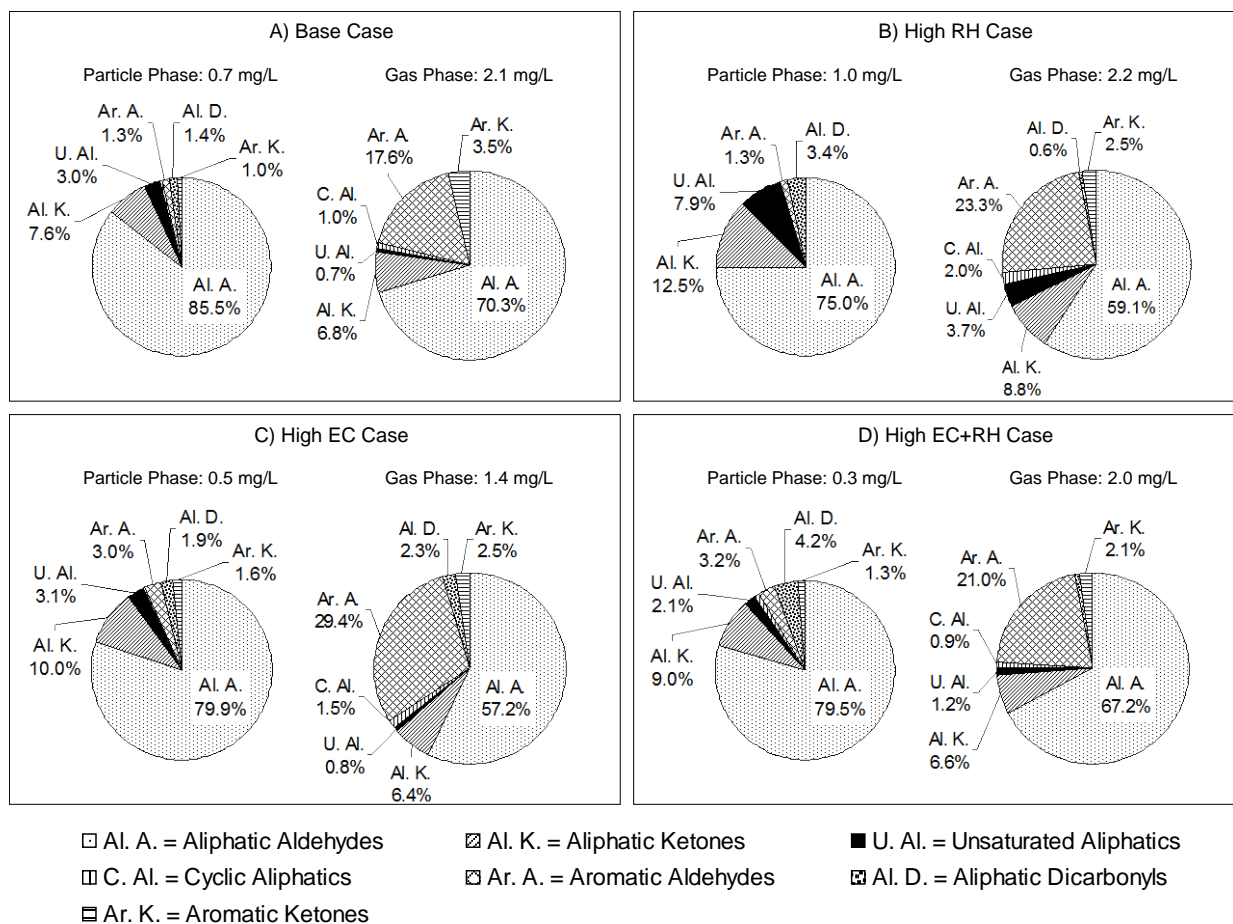 A) Base Case
Particle Phase: 0.7 mg/L
Gas Phase: 2.1 mg/L
Ar. A.
1.3%
Al. D.
1.4%
Ar. K.
1.0%
U. Al.
3.0%
Al. K.
7.6%
Al. A.
85.5%
Ar. K.
3.5%
Ar. A.
17.6%
C. Al.
1.0%
U. Al.
0.7%
Al. K.
6.8%
Al. A.
70.3%
B) High RH Case
Particle Phase: 1.0 mg/L
Gas Phase: 2.2 mg/L
Ar. A.
1.3%
Al. D.
3.4%
U. Al.
7.9%
Al. K.
12.5%
Al. A.
75.0%
Al. D.
0.6%
Ar. K.
2.5%
Ar. A.
23.3%
C. Al.
2.0%
U. Al.
3.7%
Al. K.
8.8%
Al. A.
59.1%
C) High EC Case
Particle Phase: 0.5 mg/L
Gas Phase: 1.4 mg/L
Ar. A.
3.0%
Al. D.
1.9%
Ar. K.
1.6%
U. Al.
3.1%
Al. K.
10.0%
Al. A.
79.9%
Al. D.
2.3%
Ar. K.
2.5%
Ar. A.
29.4%
C. Al.
1.5%
U. Al.
0.8%
Al. K.
6.4%
Al. A.
57.2%
D) High EC+RH Case
Particle Phase: 0.3 mg/L
Gas Phase: 2.0 mg/L
Ar. A.
3.2%
Al. D.
4.2%
Ar. K.
1.3%
U. Al.
2.1%
Al. K.
9.0%
Al. A.
79.5%
Ar. K.
2.1%
Ar. A.
21.0%
C. Al.
0.9%
U. Al.
1.2%
Al. K.
6.6%
Al. A.
67.2%
Al. A. = Aliphatic Aldehydes
Al. K. = Aliphatic Ketones
U. Al. = Unsaturated Aliphatics
C. Al. = Cyclic Aliphatics
Ar. A. = Aromatic Aldehydes
Al. D. = Aliphatic Dicarbonyls
Ar. K. = Aromatic Ketones